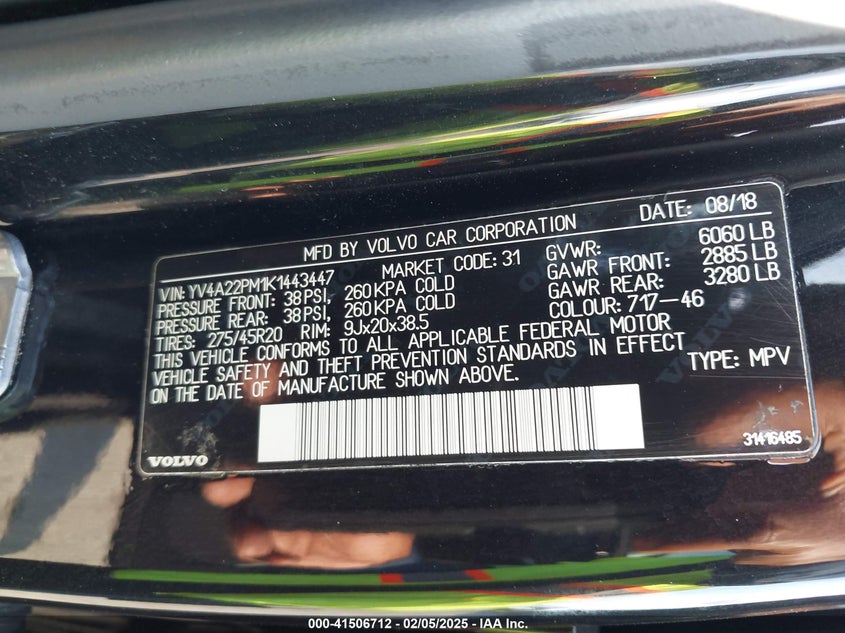 MFD BY VOLVO CAR CORPORATION DATE: 08/18
VIN: YV4A22PM1K1443447 MARKET CODE: 31 GVWR: 6060 LB
PRESSURE FRONT: 38 PSI, 260 KPA COLD GAWR FRONT: 2885 LB
PRESSURE REAR: 38 PSI, 260 KPA COLD GAWR REAR: 3280 LB
TIRES: 275/45R20 RIM: 9Jx20x38.5 COLOUR: 717-46
THIS VEHICLE CONFORMS TO ALL APPLICABLE FEDERAL MOTOR
VEHICLE SAFETY AND THEFT PREVENTION STANDARDS IN EFFECT
ON THE DATE OF MANUFACTURE SHOWN ABOVE. TYPE: MPV
VOLVO 31416485
000-41506712 - 02/05/2025 - IAA Inc.